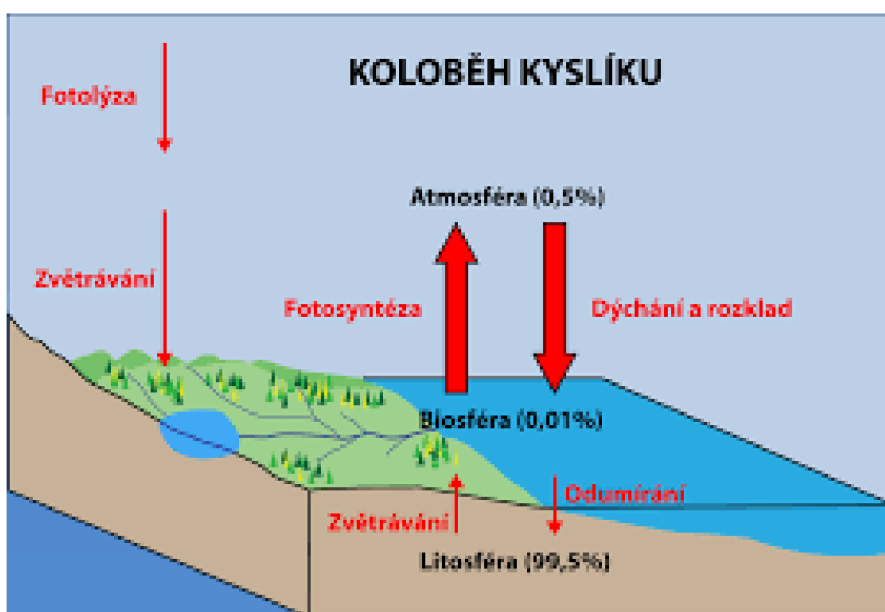 KOLOBĚH KYSLÍKU
Fotolýza
Atmosféra (0,5%)
Zvětrávání
Fotosyntéza
Dýchání a rozklad
Biosféra (0,01%)
Odumírání
Zvětrávání
Litosféra (99,5%)